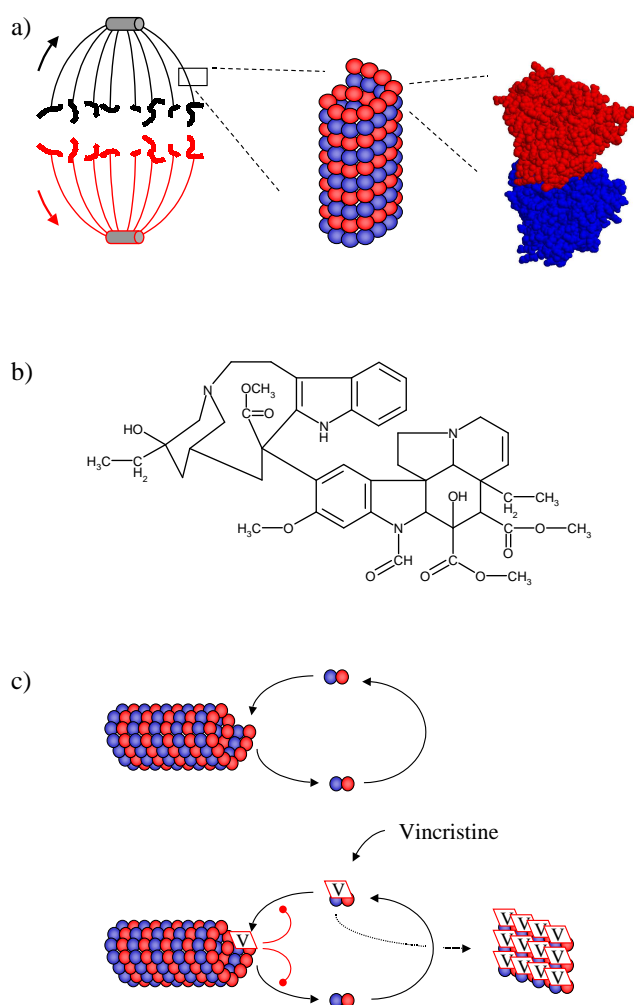 a)
b)
N
OCH3
C=O
HO
NH
H3C
C
H2
N
OH
C
H2
CH3
H3C
O
N
C
O
O
CH3
CH
O
C
O
O
CH3
c)
Vincristine
V
V
V V V V
V V V V
V V V V